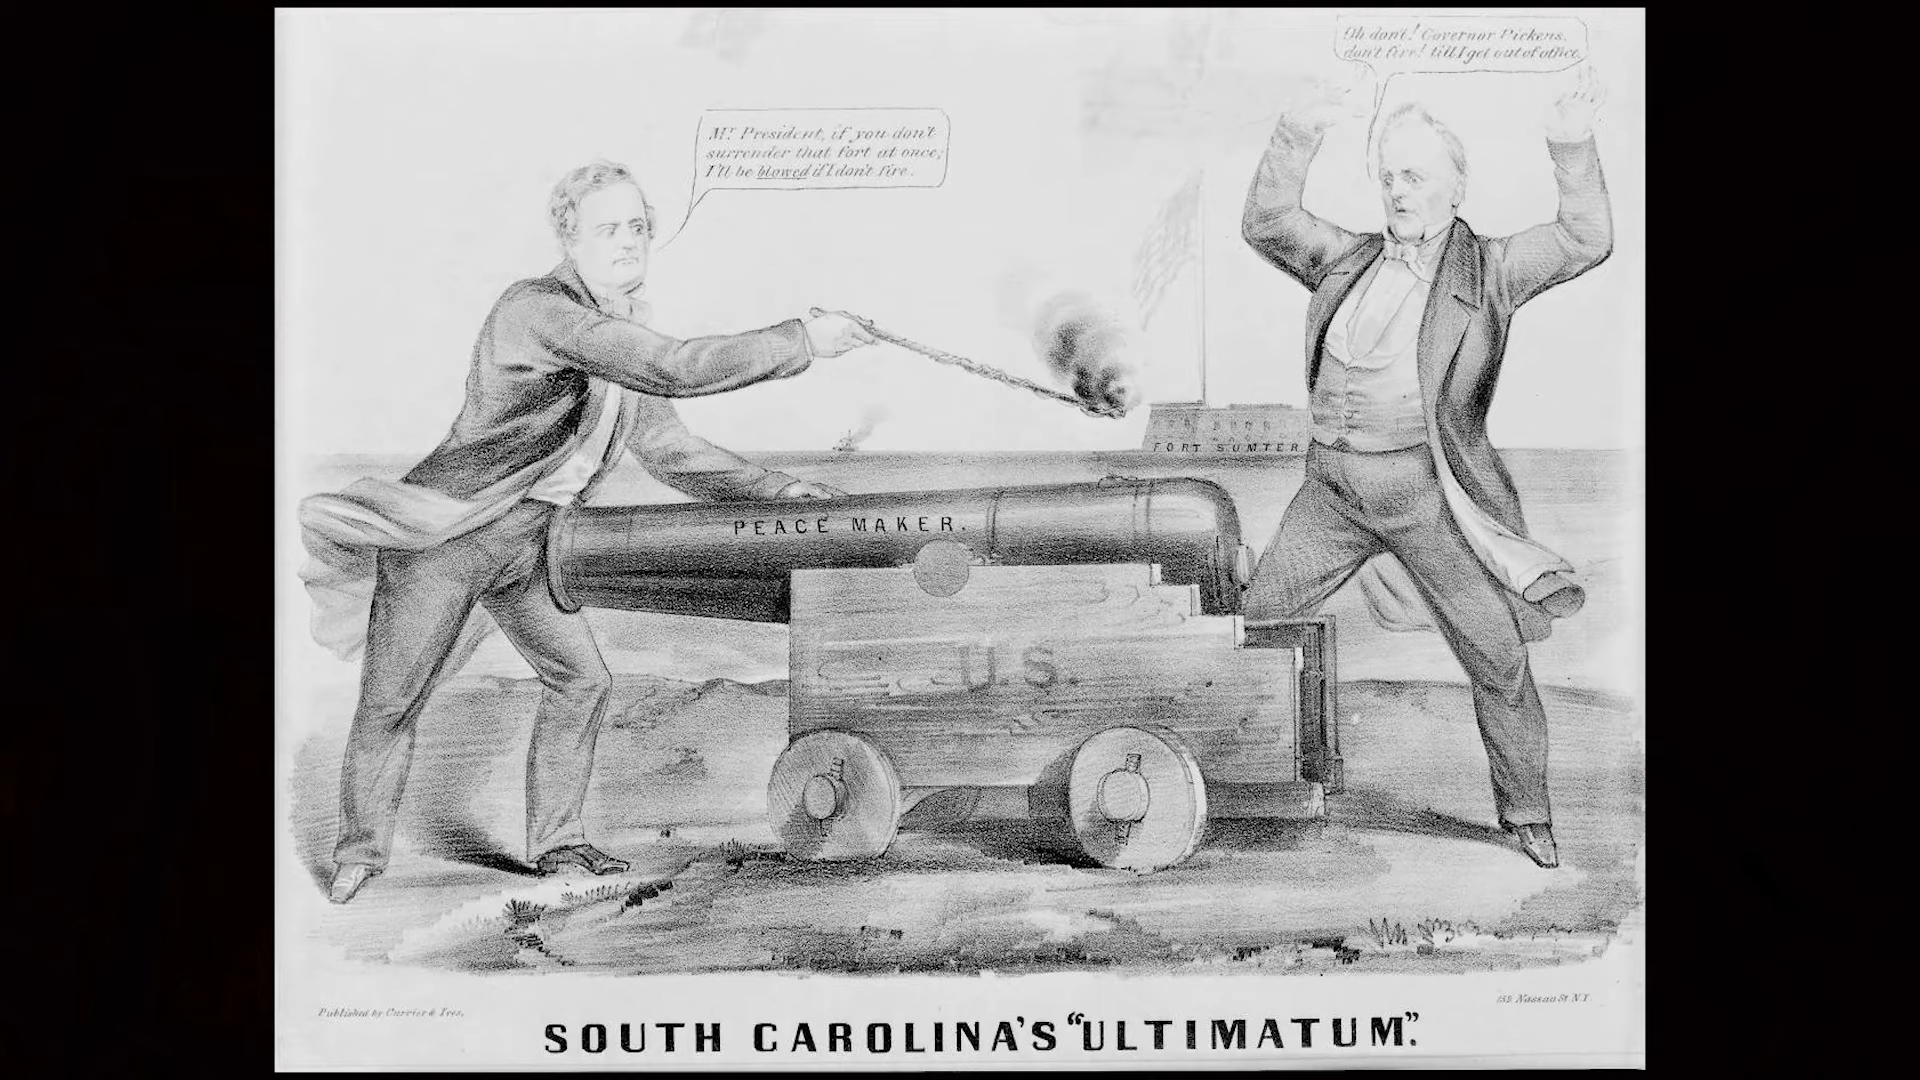 Oh don't! Governor Pickens,
don't fire! till I get out of office.
Mr. President, if you don't
surrender that fort at once,
I'll be blowed if I don't fire.
FORT SUMTER
PEACE MAKER.
U.S.
Published by Currier & Ives,
152 Nassau St N.Y.
SOUTH CAROLINA'S "ULTIMATUM".